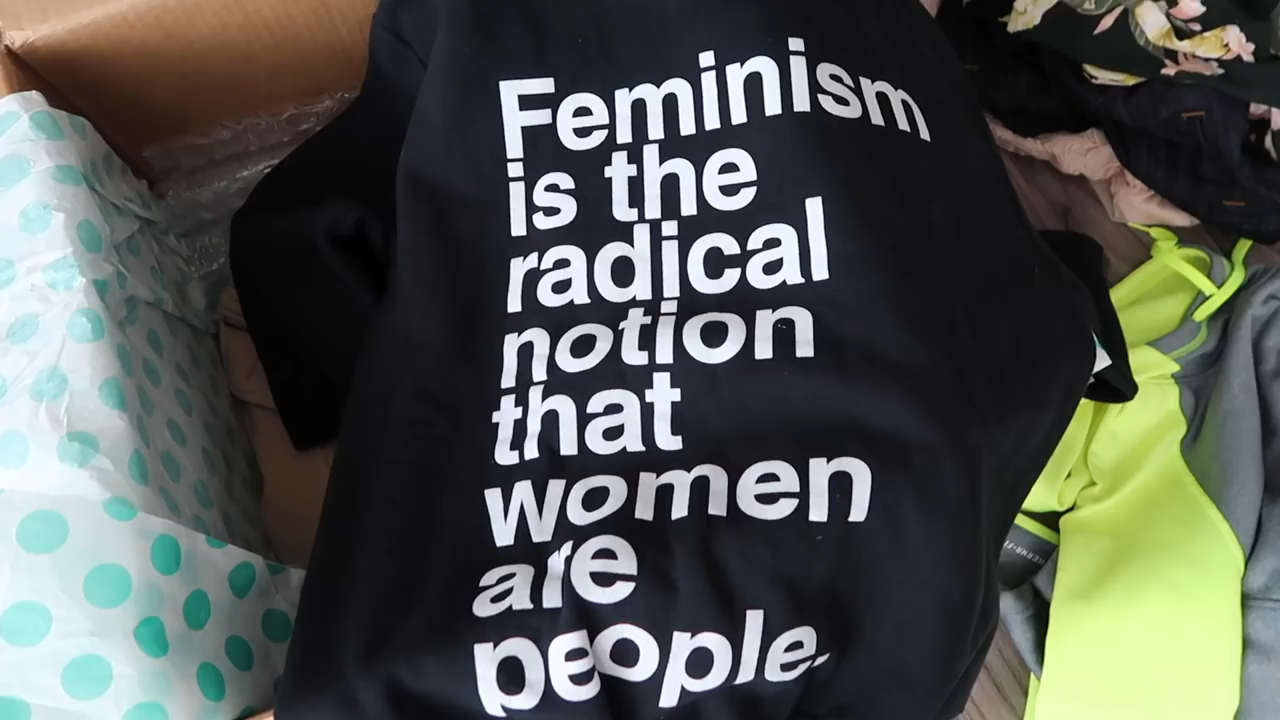 Feminism
is the
radical
notion
that
women
are
people.